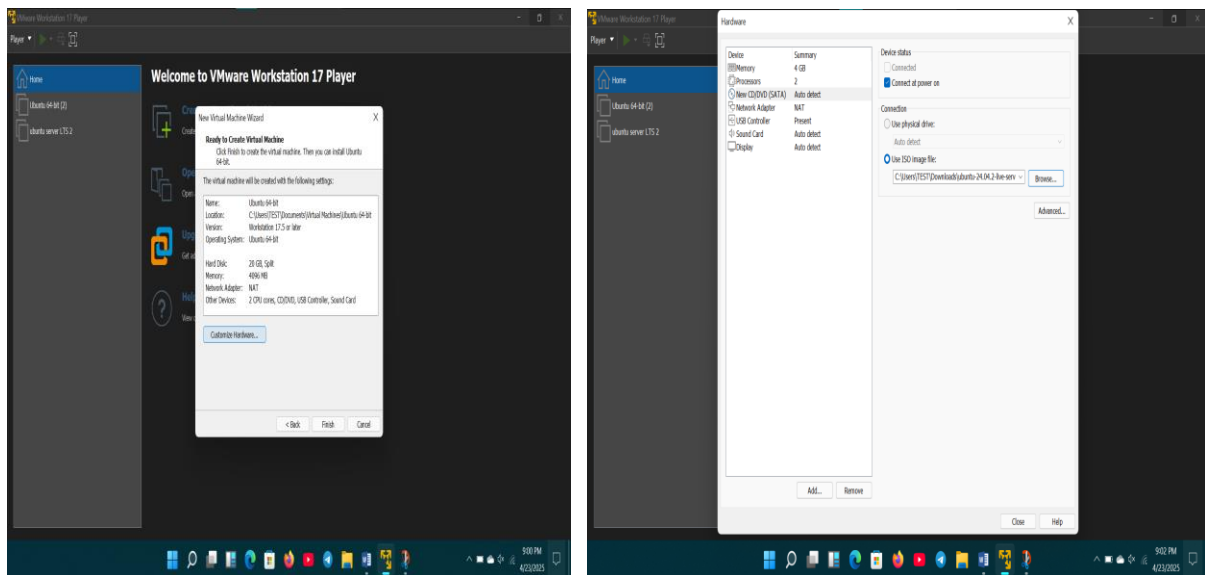 VMware Workstation 17 Player
Player
Home
Ubuntu 64-bit (2)
ubuntu server LTS 2
Welcome to VMware Workstation 17 Player
New Virtual Machine Wizard
Ready to Create Virtual Machine
Click Finish to create the virtual machine. Then you can install Ubuntu
64-bit.
The virtual machine will be created with the following settings:
Name: Ubuntu 64-bit
Location: C:\Users\TEST\Documents\Virtual Machines\Ubuntu 64-bit
Version: Workstation 17.5 or later
Operating System: Ubuntu 64-bit
Hard Disk: 20 GB, Split
Memory: 4096 MB
Network Adapter: NAT
Other Devices: 2 CPU cores, CD/DVD, USB Controller, Sound Card
Customize Hardware...
< Back Finish Cancel
9:00 PM
4/23/2025
VMware Workstation 17 Player
Player
Home
Ubuntu 64-bit (2)
ubuntu server LTS 2
Hardware
Device Summary
Memory 4 GB
Processors 2
New CD/DVD (SATA) Auto detect
Network Adapter NAT
USB Controller Present
Sound Card Auto detect
Display Auto detect
Add... Remove
Device status
Connected
Connect at power on
Connection
Use physical drive:
Auto detect
Use ISO image file:
C:\Users\TEST\Downloads\ubuntu-24.04.2-live-serv
Browse...
Advanced...
Close Help
9:02 PM
4/23/2025